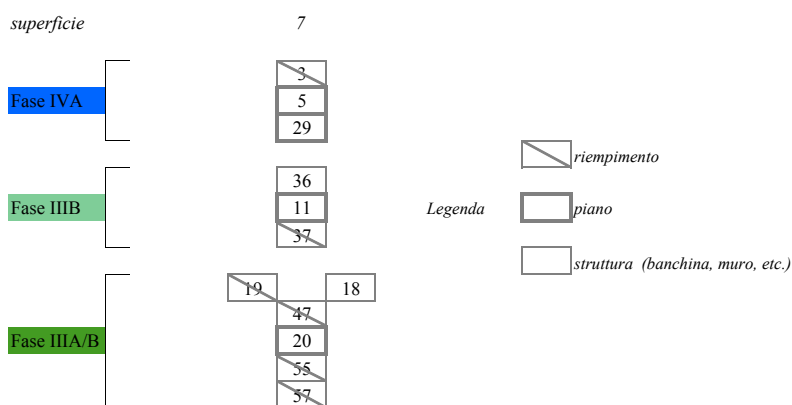 superficie 7
3
Fase IVA 5
29
riempimento
36
Fase IIIB 11 Legenda piano
37
struttura (banchina, muro, etc.)
19 18
47
Fase IIIA/B 20
55
57